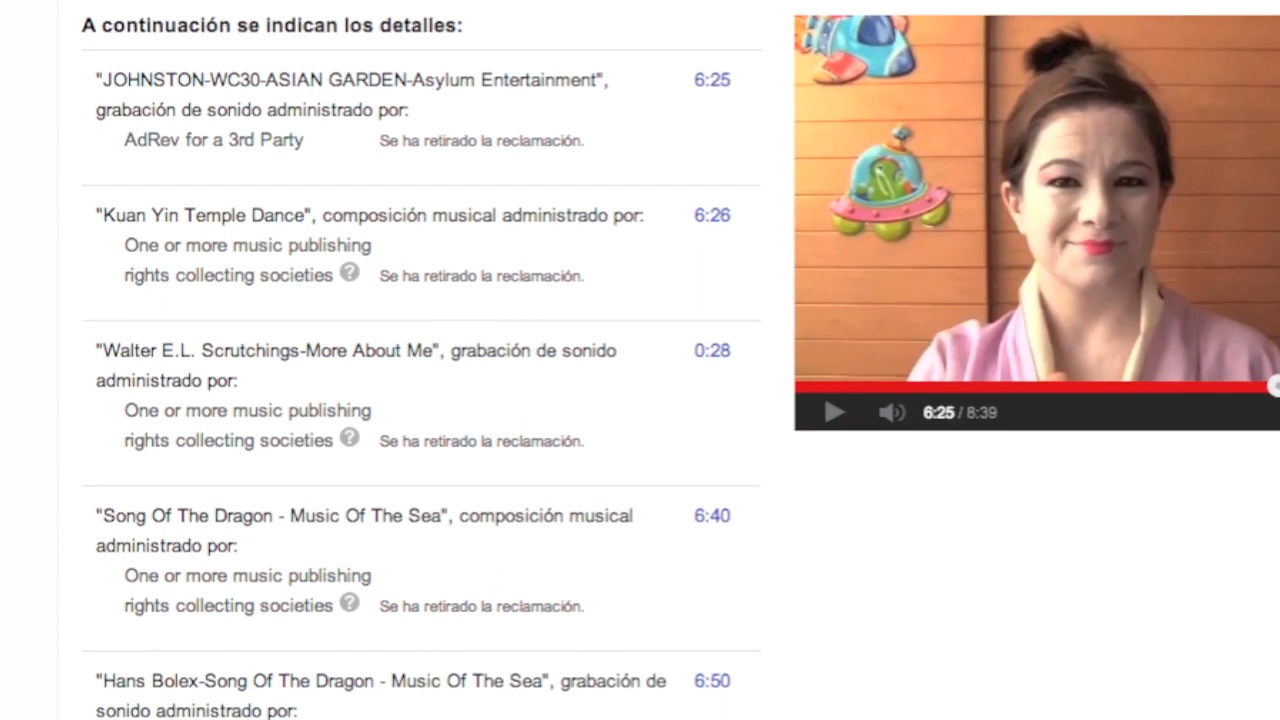 A continuación se indican los detalles:
"JOHNSTON-WC30-ASIAN GARDEN-Asylum Entertainment", 6:25
grabación de sonido administrado por:
AdRev for a 3rd Party Se ha retirado la reclamación.
"Kuan Yin Temple Dance", composición musical administrado por: 6:26
One or more music publishing
rights collecting societies ? Se ha retirado la reclamación.
"Walter E.L. Scrutchings-More About Me", grabación de sonido 0:28
administrado por:
One or more music publishing
rights collecting societies ? Se ha retirado la reclamación.
"Song Of The Dragon - Music Of The Sea", composición musical 6:40
administrado por:
One or more music publishing
rights collecting societies ? Se ha retirado la reclamación.
"Hans Bolex-Song Of The Dragon - Music Of The Sea", grabación de 6:50
sonido administrado por:
6:25 / 8:39